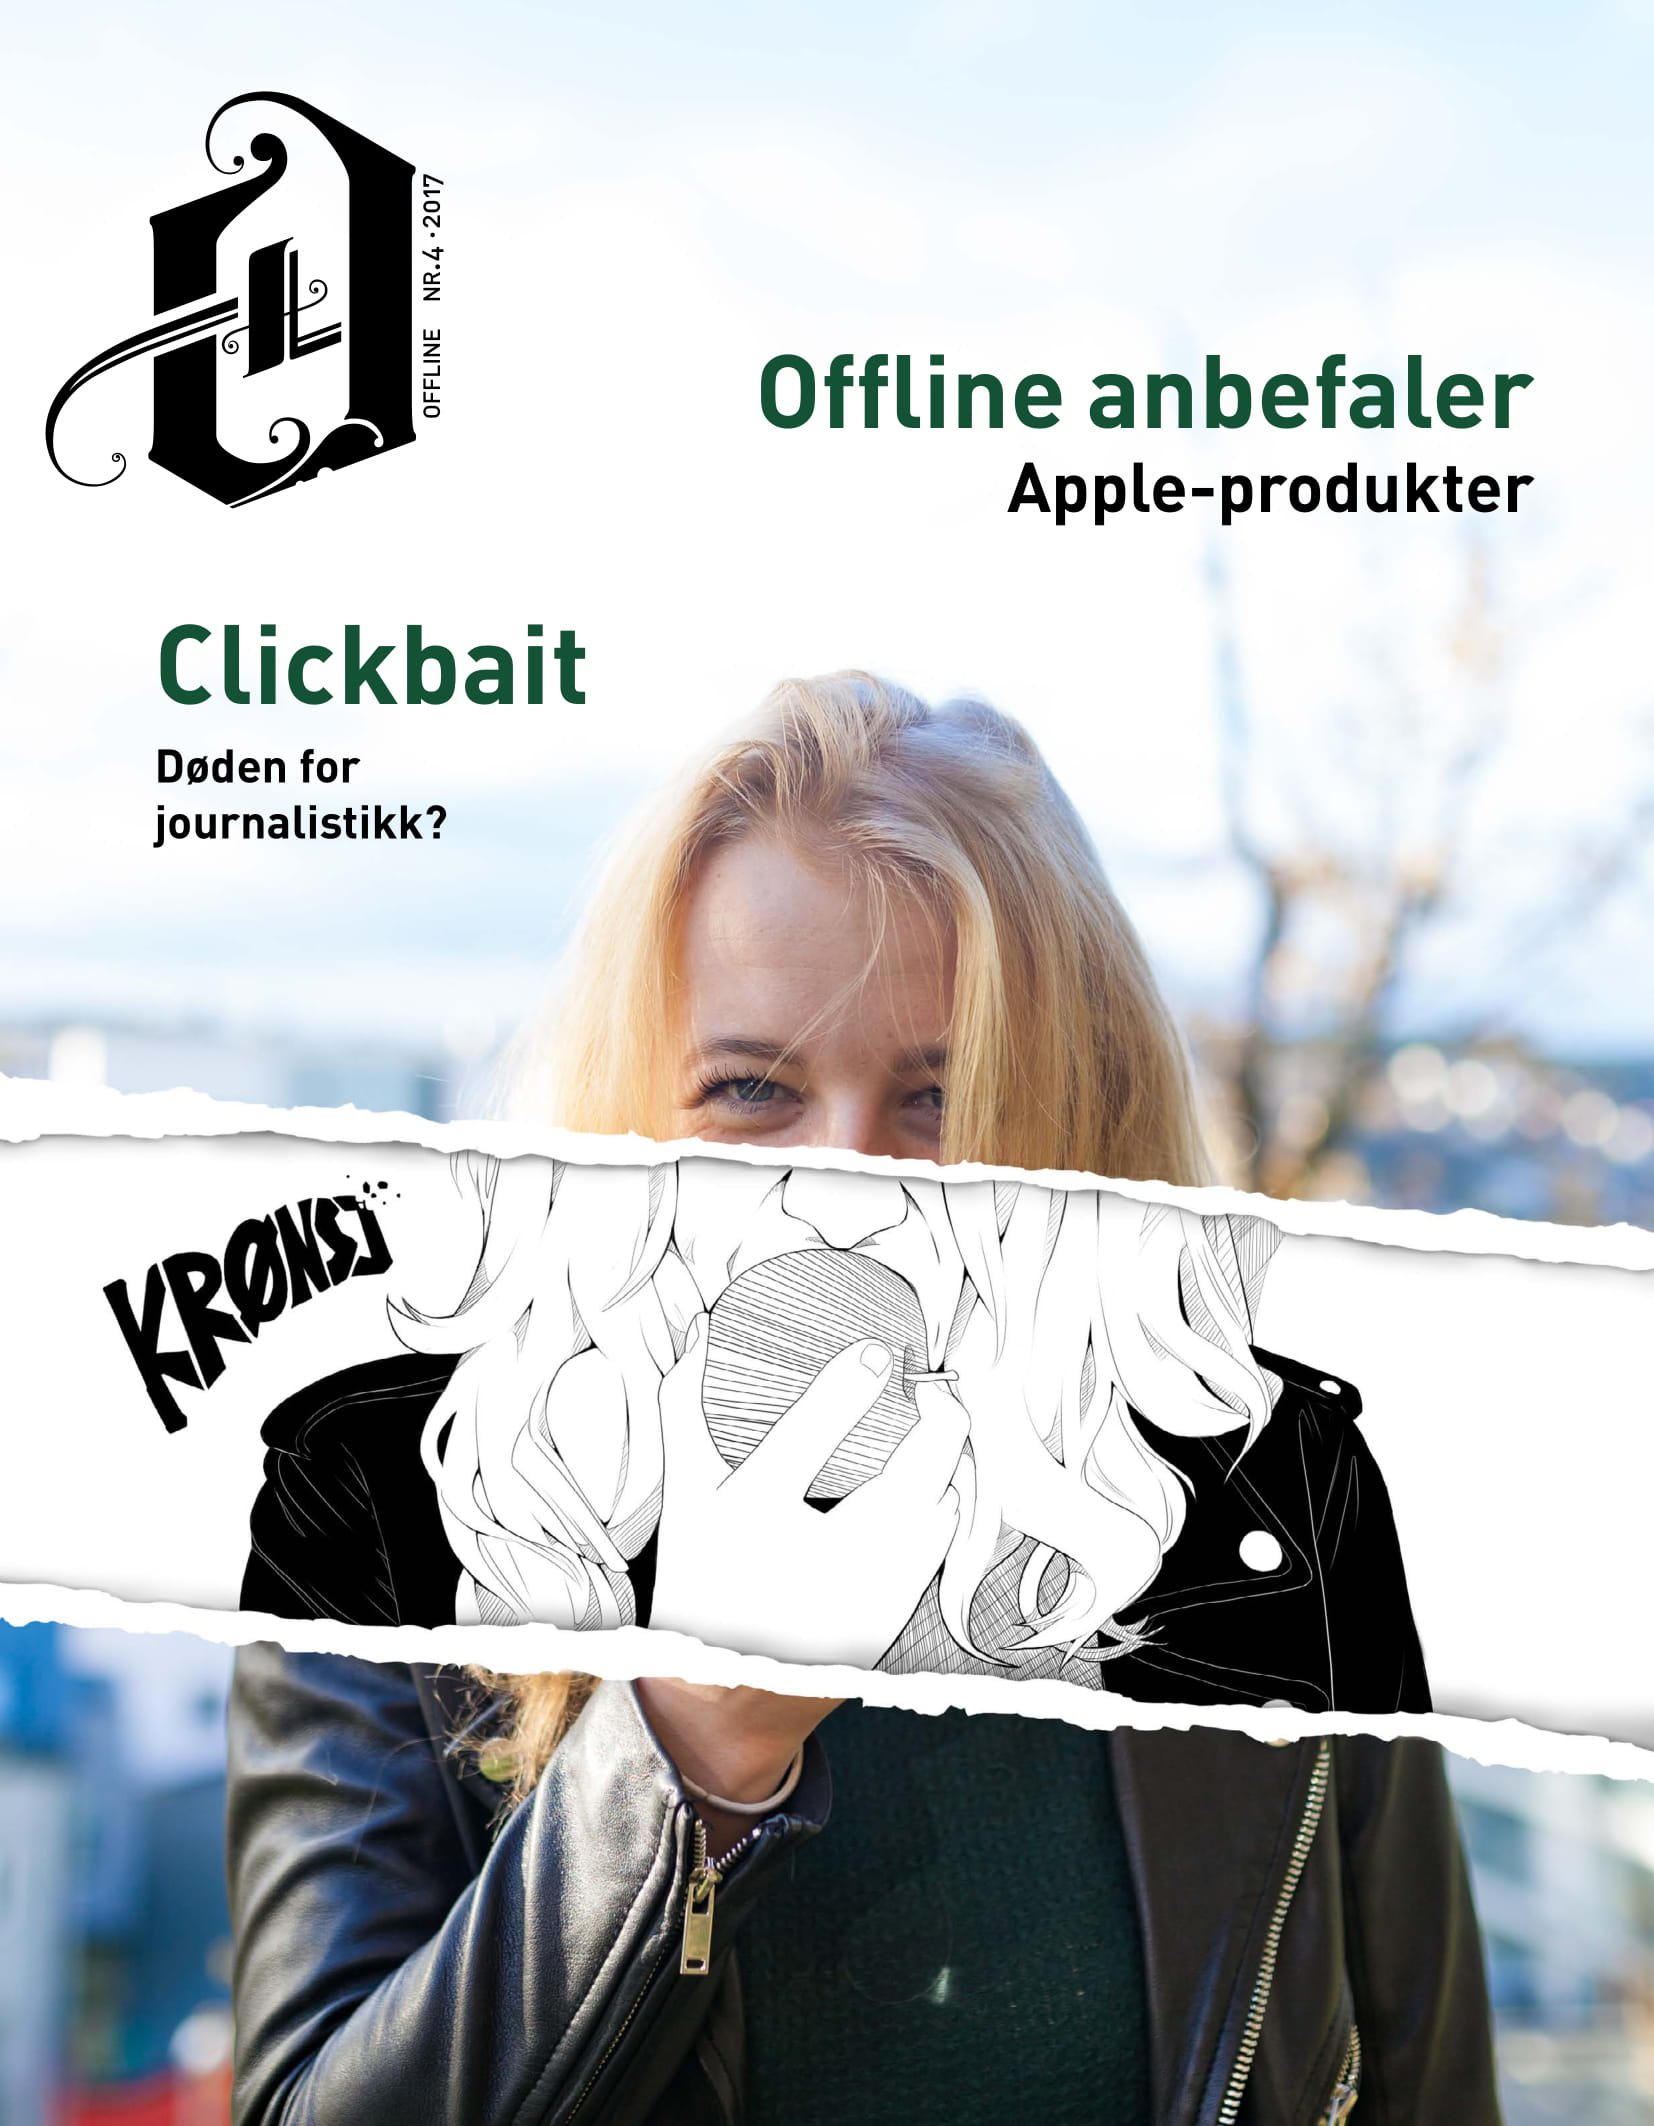 OFFLINE NR.4 · 2017
Offline anbefaler
Apple-produkter
Clickbait
Døden for
journalistikk?
KRØNSJ